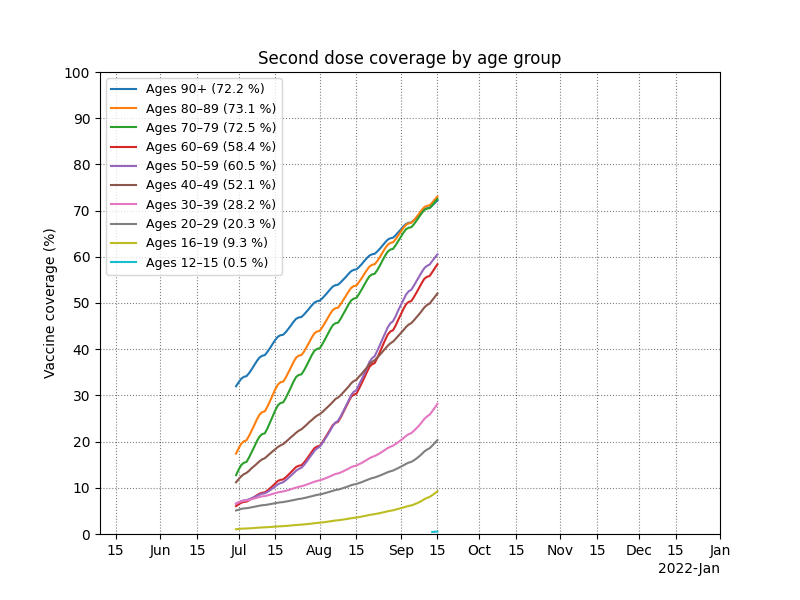 Second dose coverage by age group
Vaccine coverage (%)
100
90
80
70
60
50
40
30
20
10
0
Ages 90+ (72.2 %)
Ages 80–89 (73.1 %)
Ages 70–79 (72.5 %)
Ages 60–69 (58.4 %)
Ages 50–59 (60.5 %)
Ages 40–49 (52.1 %)
Ages 30–39 (28.2 %)
Ages 20–29 (20.3 %)
Ages 16–19 (9.3 %)
Ages 12–15 (0.5 %)
15 Jun 15 Jul 15 Aug 15 Sep 15 Oct 15 Nov 15 Dec 15 Jan
2022-Jan